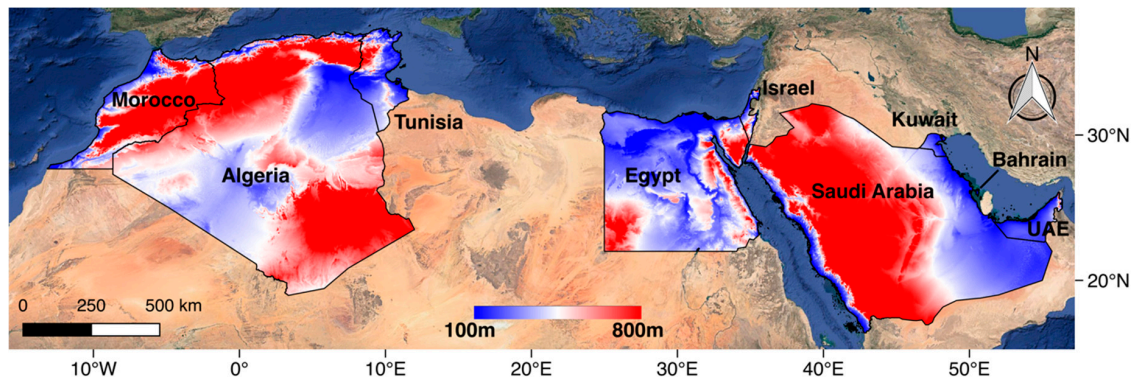 N
Israel
Morocco
Kuwait
Tunisia
30°N
Bahrain
Algeria
Egypt
Saudi Arabia
UAE
20°N
0 250 500 km
100m 800m
10°W 0° 10°E 20°E 30°E 40°E 50°E